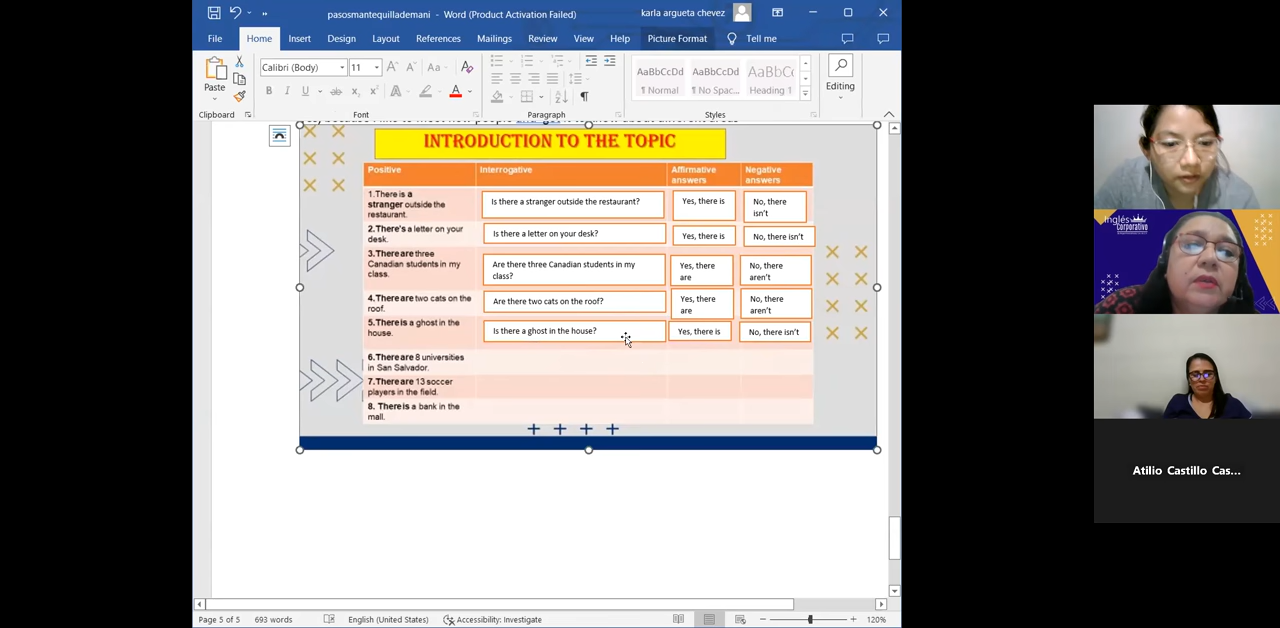 pasosmantequillademani - Word (Product Activation Failed)
karla argueta chevez
File Home Insert Design Layout References Mailings Review View Help Picture Format Tell me
Paste
Clipboard
Calibri (Body) 11
Font
Paragraph
AaBbCcDd AaBbCcDd AaBbCc
¶ Normal ¶ No Spac... Heading 1
Styles
Editing
INTRODUCTION TO THE TOPIC
Positive Interrogative Affirmative answers Negative answers
1.There is a
stranger outside the
restaurant.
Is there a stranger outside the restaurant?
Yes, there is
No, there
isn't
2.There's a letter on your
desk.
Is there a letter on your desk?
Yes, there is
No, there isn't
3.There are three
Canadian students in my
class.
Are there three Canadian students in my
class?
Yes, there
are
No, there
aren't
4.There are two cats on the
roof.
Are there two cats on the roof?
Yes, there
are
No, there
aren't
5.There is a ghost in the
house.
Is there a ghost in the house?
Yes, there is
No, there isn't
6.There are 8 universities
in San Salvador.
7.There are 13 soccer
players in the field.
8. There is a bank in the
mall.
Page 5 of 5 693 words English (United States) Accessibility: Investigate 120%
Inglés
Corporativo
Atilio Castillo Cas...